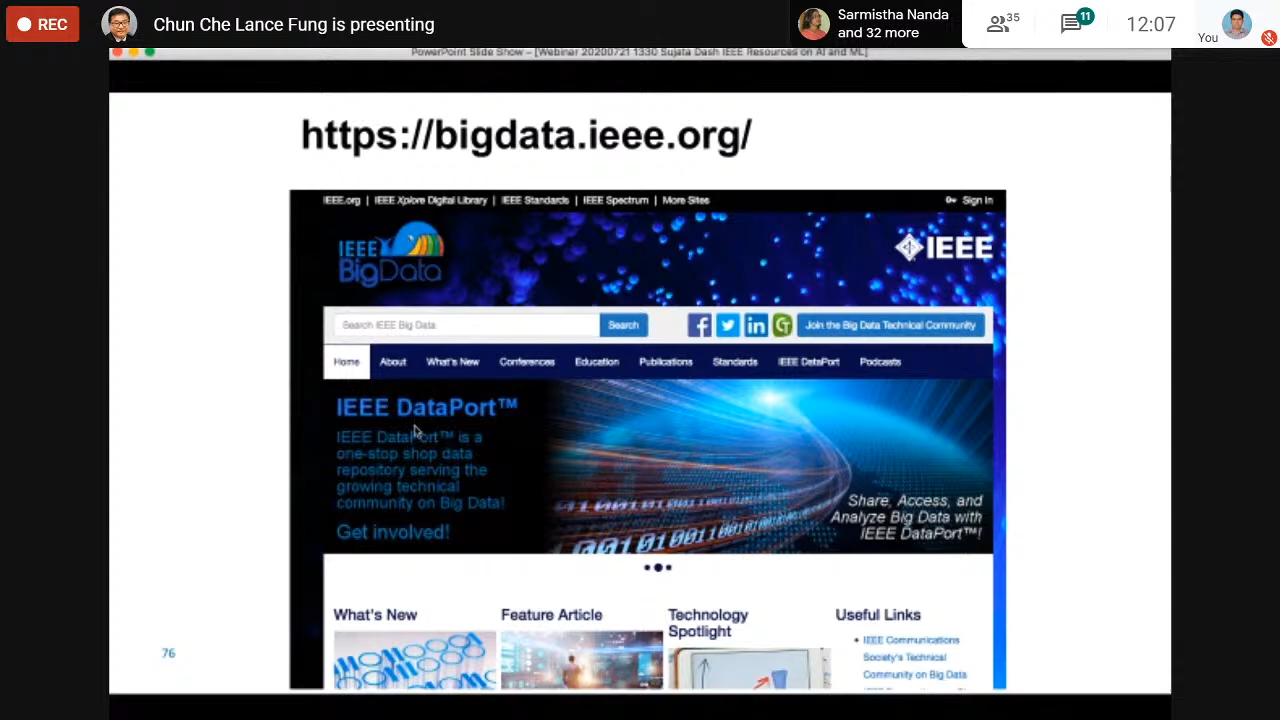 REC
Chun Che Lance Fung is presenting
Sarmistha Nanda
and 32 more
35
11
12:07
You
PowerPoint Slide Show – [Webinar 20200721 1330 Sujata Dash IEEE Resources on AI and ML]
https://bigdata.ieee.org/
IEEE.org | IEEE Xplore Digital Library | IEEE Standards | IEEE Spectrum | More Sites
Sign In
IEEE
BigData
IEEE
Search IEEE Big Data
Search
Join the Big Data Technical Community
Home About What's New Conferences Education Publications Standards IEEE DataPort Podcasts
IEEE DataPort™
IEEE DataPort™ is a
one-stop shop data
repository serving the
growing technical
community on Big Data!
Get involved!
Share, Access, and
Analyze Big Data with
IEEE DataPort™!
What's New
Feature Article
Technology
Spotlight
Useful Links
IEEE Communications
Society's Technical
Community on Big Data
76